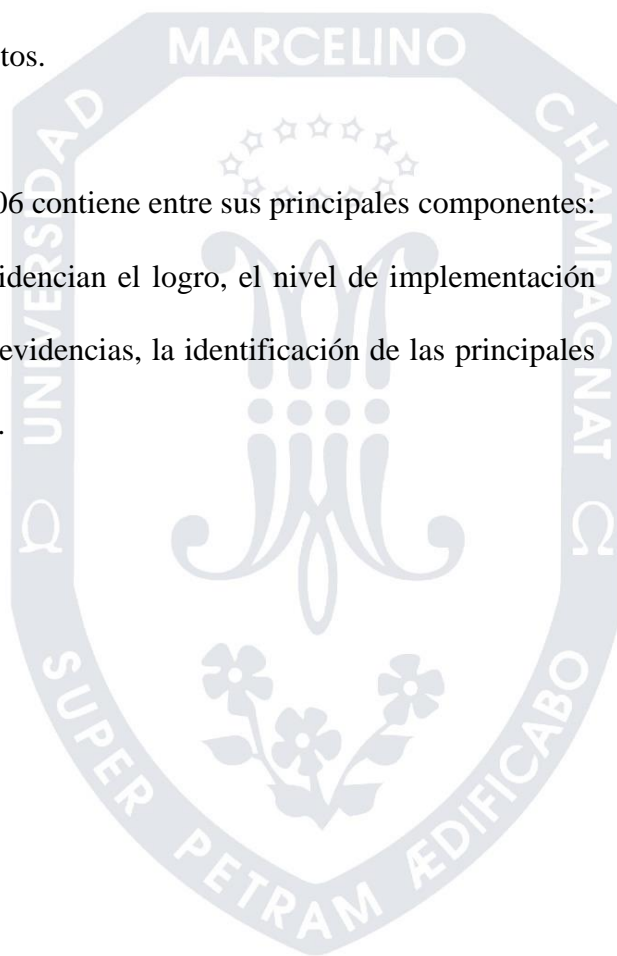 tos.
MARCELINO
CHAMPAGNAT
UNIVERSIDAD
06 contiene entre sus principales componentes:
idencian el logro, el nivel de implementación
evidencias, la identificación de las principales
.
Ω
Ω
SUPER PETRAM ÆDIFICABO